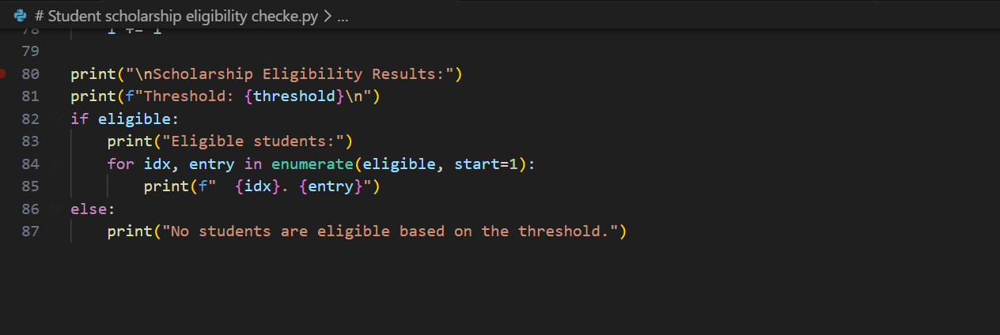 # Student scholarship eligibility checke.py > ...
78 i += 1
79
80 print("\nScholarship Eligibility Results:")
81 print(f"Threshold: {threshold}\n")
82 if eligible:
83     print("Eligible students:")
84     for idx, entry in enumerate(eligible, start=1):
85         print(f"  {idx}. {entry}")
86 else:
87     print("No students are eligible based on the threshold.")